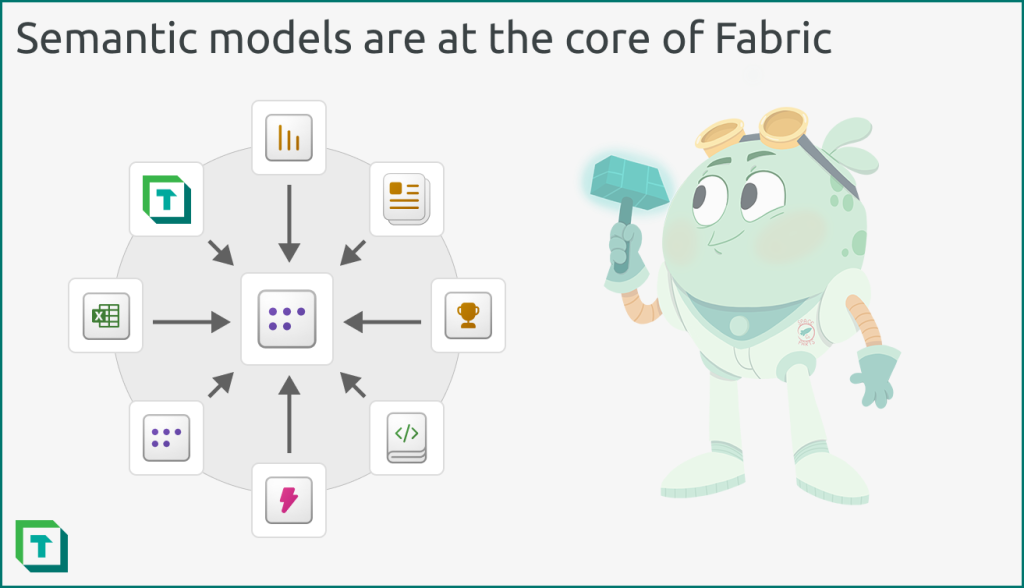 Semantic models are at the core of Fabric